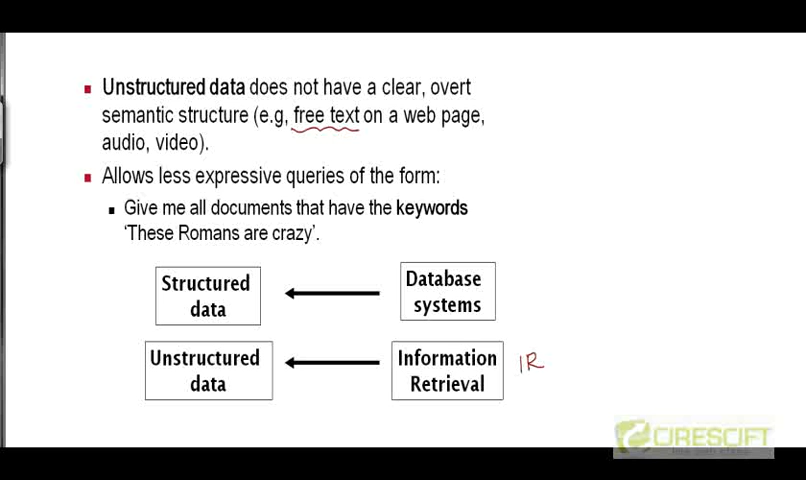 Unstructured data does not have a clear, overt
semantic structure (e.g, free text on a web page,
audio, video).
Allows less expressive queries of the form:
Give me all documents that have the keywords
‘These Romans are crazy’.
Structured
data
Database
systems
Unstructured
data
Information
Retrieval
IR